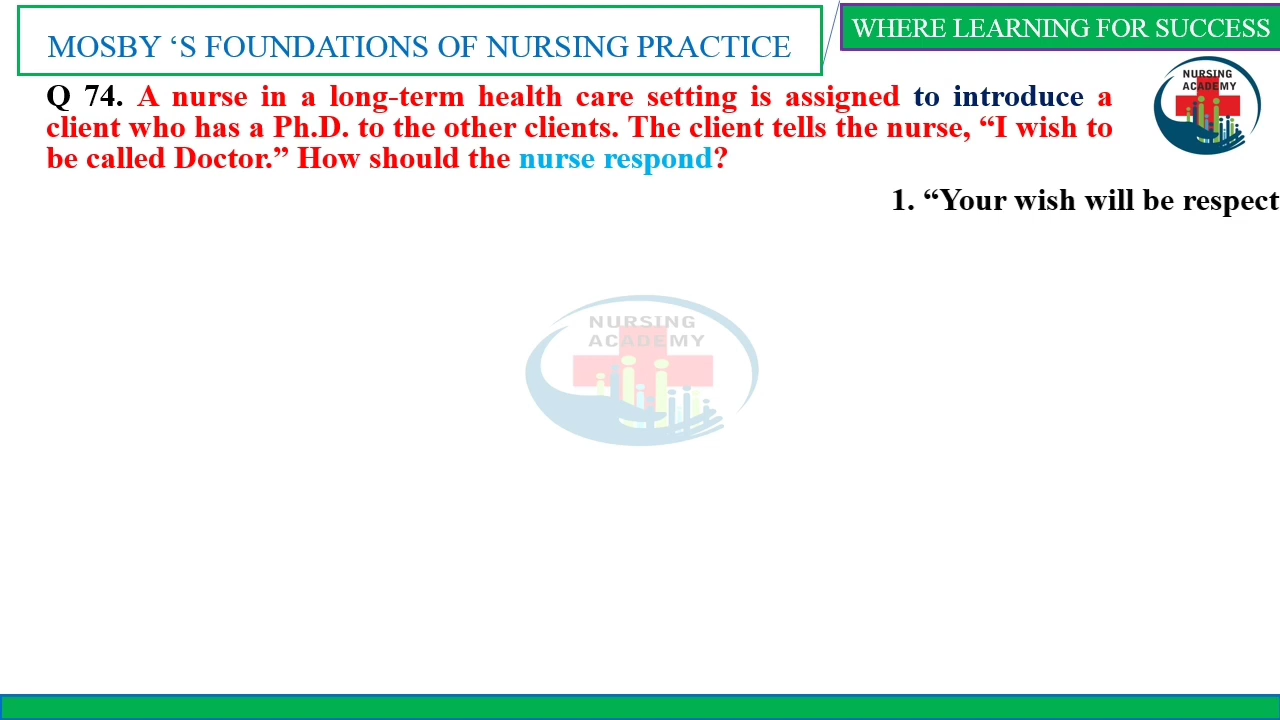 MOSBY ‘S FOUNDATIONS OF NURSING PRACTICE
WHERE LEARNING FOR SUCCESS
NURSING
ACADEMY
Q 74. A nurse in a long-term health care setting is assigned to introduce a
client who has a Ph.D. to the other clients. The client tells the nurse, “I wish to
be called Doctor.” How should the nurse respond?
1. “Your wish will be respect
NURSING
ACADEMY